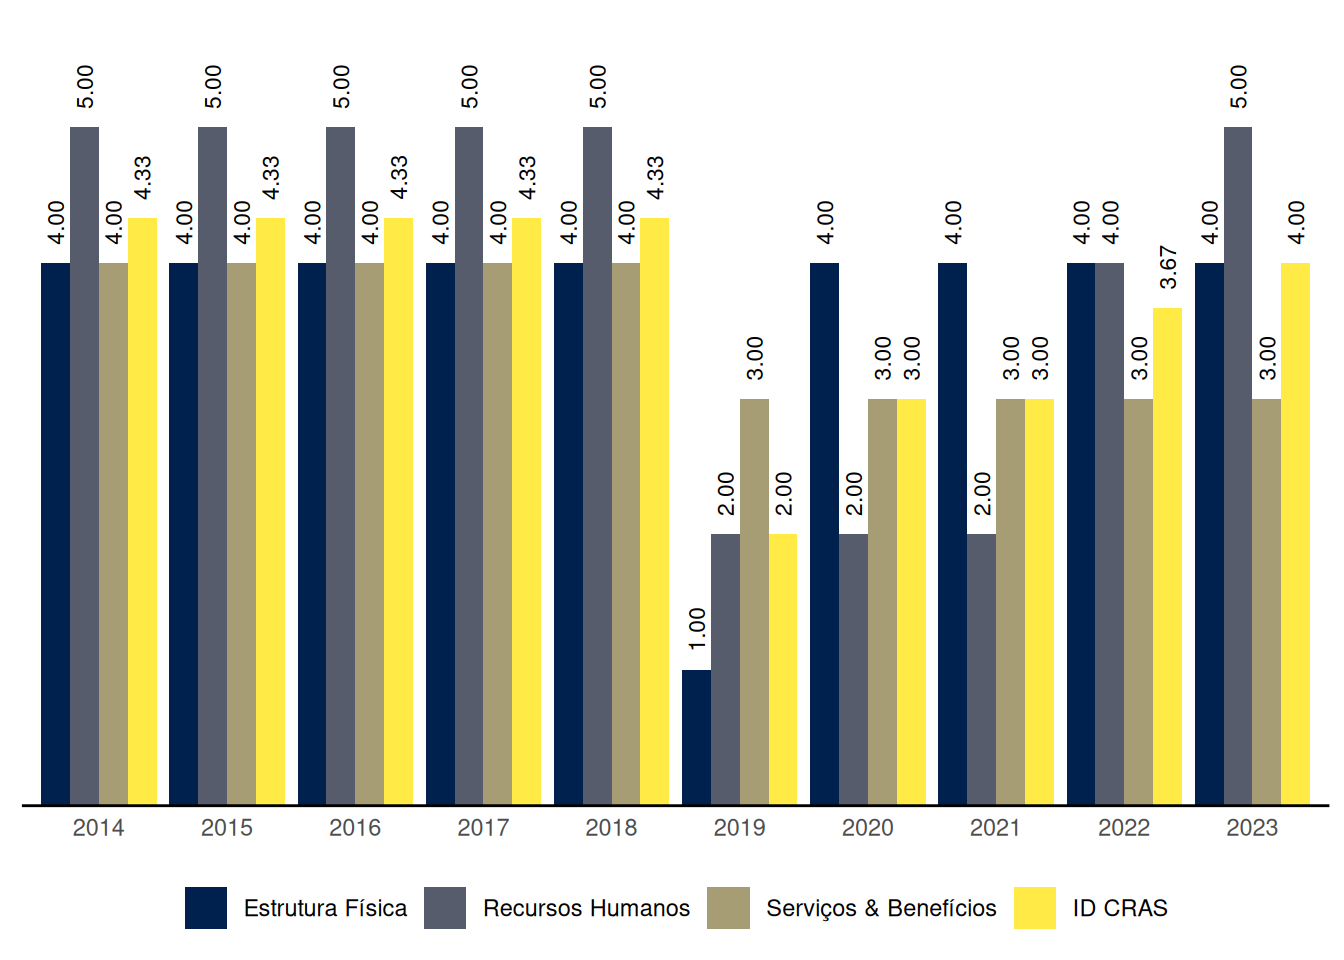 5.00 5.00 5.00 5.00 5.00 5.00
4.33 4.33 4.33 4.33 4.33
4.00 4.00 4.00 4.00 4.00 4.00 4.00 4.00 4.00 4.00 4.00 4.00 4.00 4.00 4.00 4.00
3.67
3.00 3.00 3.00 3.00 3.00 3.00 3.00
2.00 2.00 2.00 2.00
1.00
2014 2015 2016 2017 2018 2019 2020 2021 2022 2023
Estrutura Física Recursos Humanos Serviços & Benefícios ID CRAS